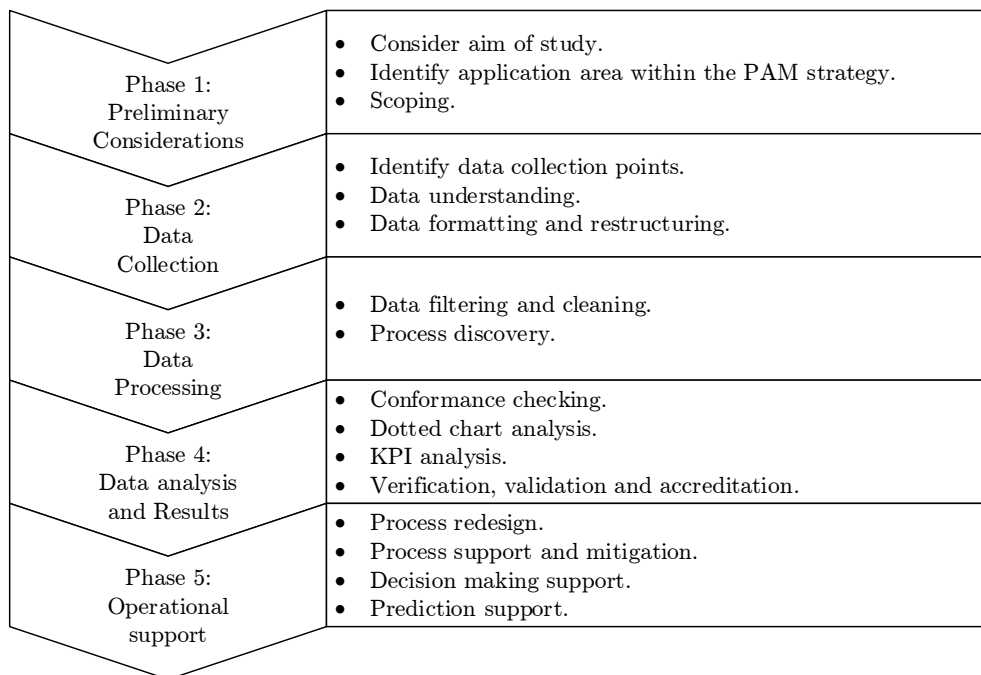 Phase 1:
Preliminary
Considerations
• Consider aim of study.
• Identify application area within the PAM strategy.
• Scoping.
Phase 2:
Data
Collection
• Identify data collection points.
• Data understanding.
• Data formatting and restructuring.
Phase 3:
Data
Processing
• Data filtering and cleaning.
• Process discovery.
Phase 4:
Data analysis
and Results
• Conformance checking.
• Dotted chart analysis.
• KPI analysis.
• Verification, validation and accreditation.
Phase 5:
Operational
support
• Process redesign.
• Process support and mitigation.
• Decision making support.
• Prediction support.